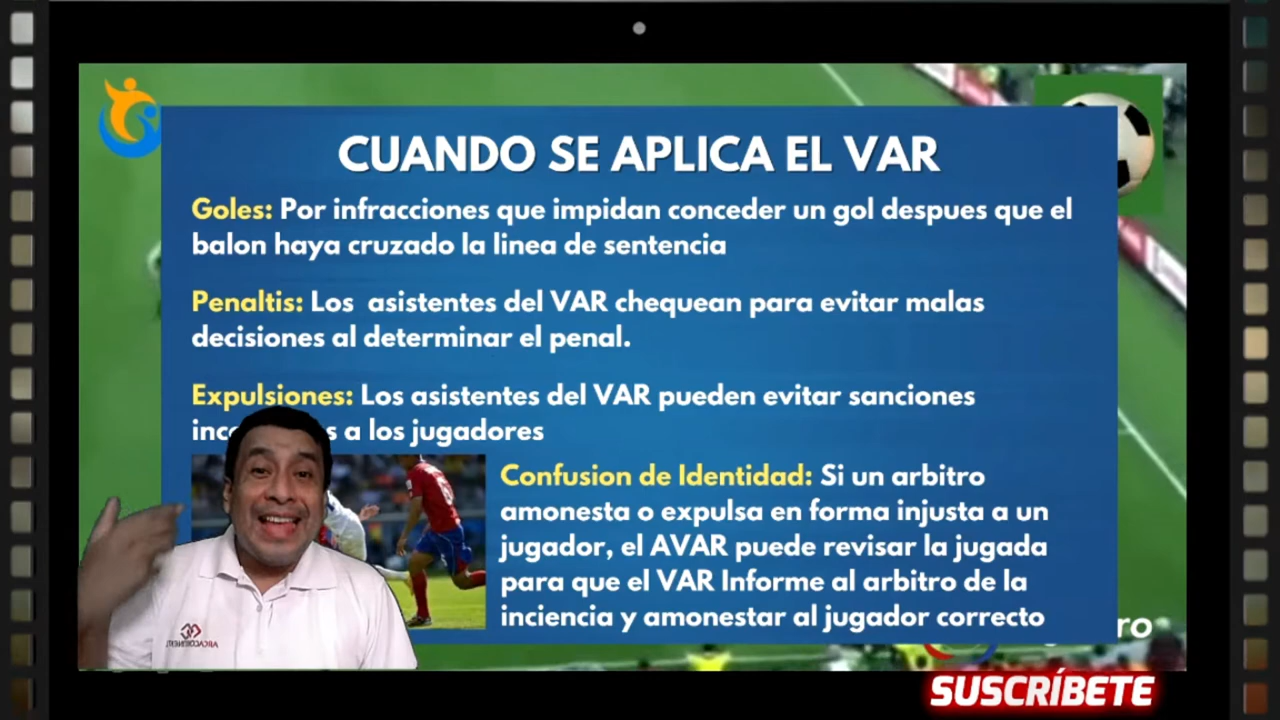 CUANDO SE APLICA EL VAR
Goles: Por infracciones que impidan conceder un gol despues que el
balon haya cruzado la linea de sentencia
Penaltis: Los asistentes del VAR chequean para evitar malas
decisiones al determinar el penal.
Expulsiones: Los asistentes del VAR pueden evitar sanciones
a los jugadores
Confusion de Identidad: Si un arbitro
amonesta o expulsa en forma injusta a un
jugador, el AVAR puede revisar la jugada
para que el VAR Informe al arbitro de la
inciencia y amonestar al jugador correcto
SUSCRÍBETE